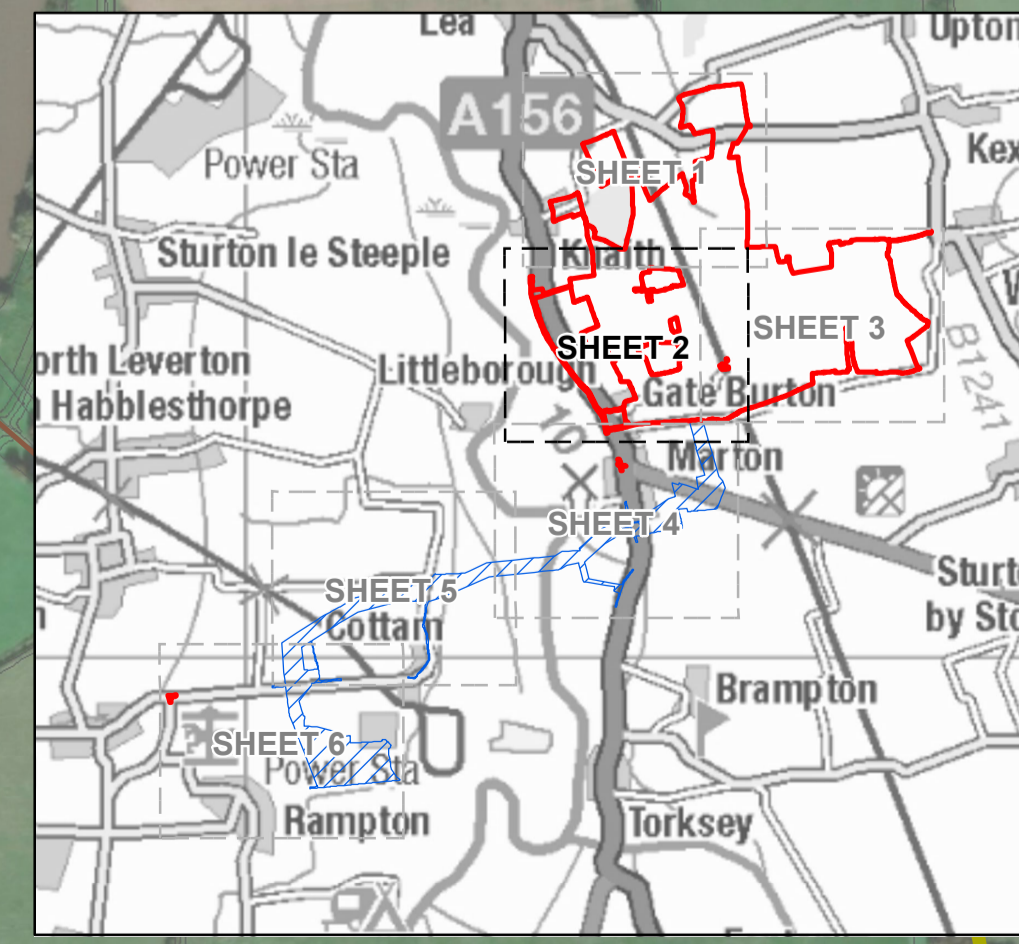 Lea
Upton
A156
Power Sta
Kex
SHEET 1
Sturton le Steeple
Knaith
SHEET 3
SHEET 2
orth Leverton
Habblesthorpe
Littleborough
Gate Burton
B1241
10
Marton
SHEET 4
SHEET 5
Sturt
by Sto
Cottam
Brampton
SHEET 6
Power Sta
Rampton
Torksey